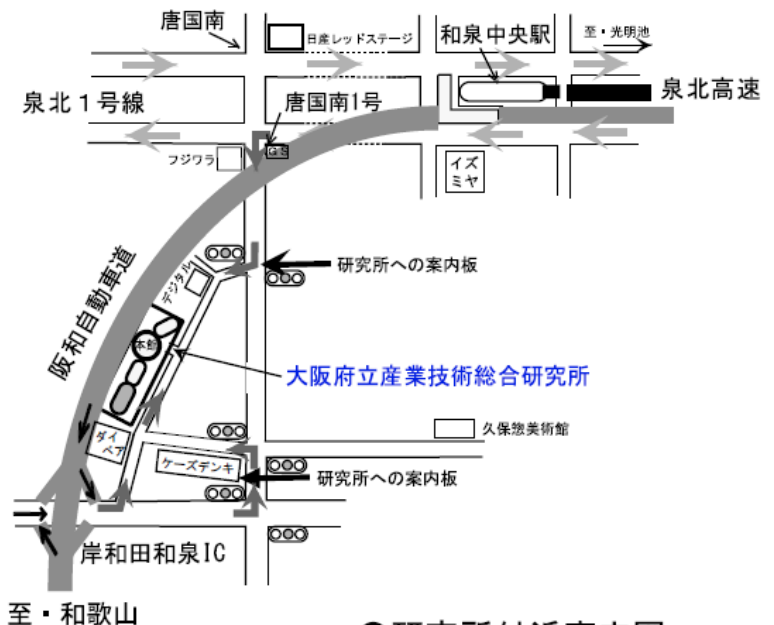 唐国南
日産レッドステージ
和泉中央駅
至・光明池
泉北高速
泉北1号線
唐国南1号
GS
フジワラ
イズ
ミヤ
研究所への案内板
デジタル
阪和自動車道
本館
大阪府立産業技術総合研究所
久保惣美術館
ダイ
ベア
ケーズデンキ
研究所への案内板
岸和田和泉IC
至・和歌山